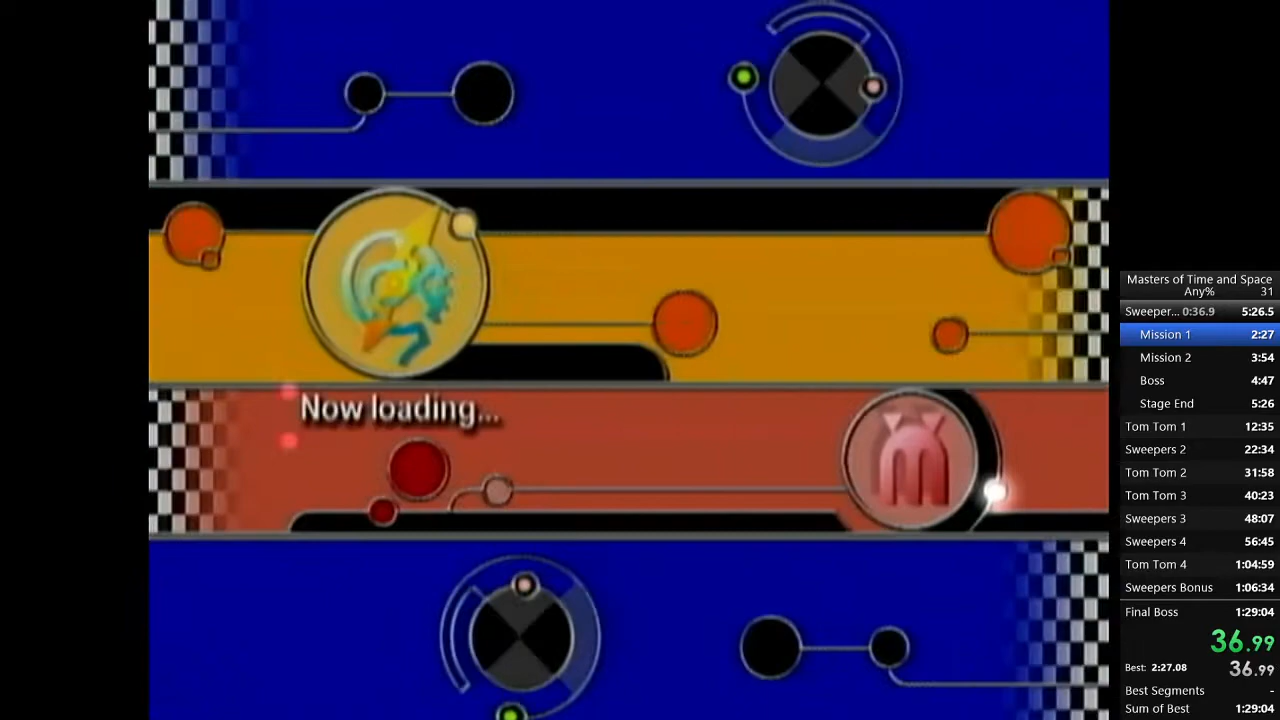 Now loading...
Masters of Time and Space
Any% 31
Sweeper... 0:36.9 5:26.5
Mission 1 2:27
Mission 2 3:54
Boss 4:47
Stage End 5:26
Tom Tom 1 12:35
Sweepers 2 22:34
Tom Tom 2 31:58
Tom Tom 3 40:23
Sweepers 3 48:07
Sweepers 4 56:45
Tom Tom 4 1:04:59
Sweepers Bonus 1:06:34
Final Boss 1:29:04
36.99
Best: 2:27.08 36.99
Best Segments -
Sum of Best 1:29:04